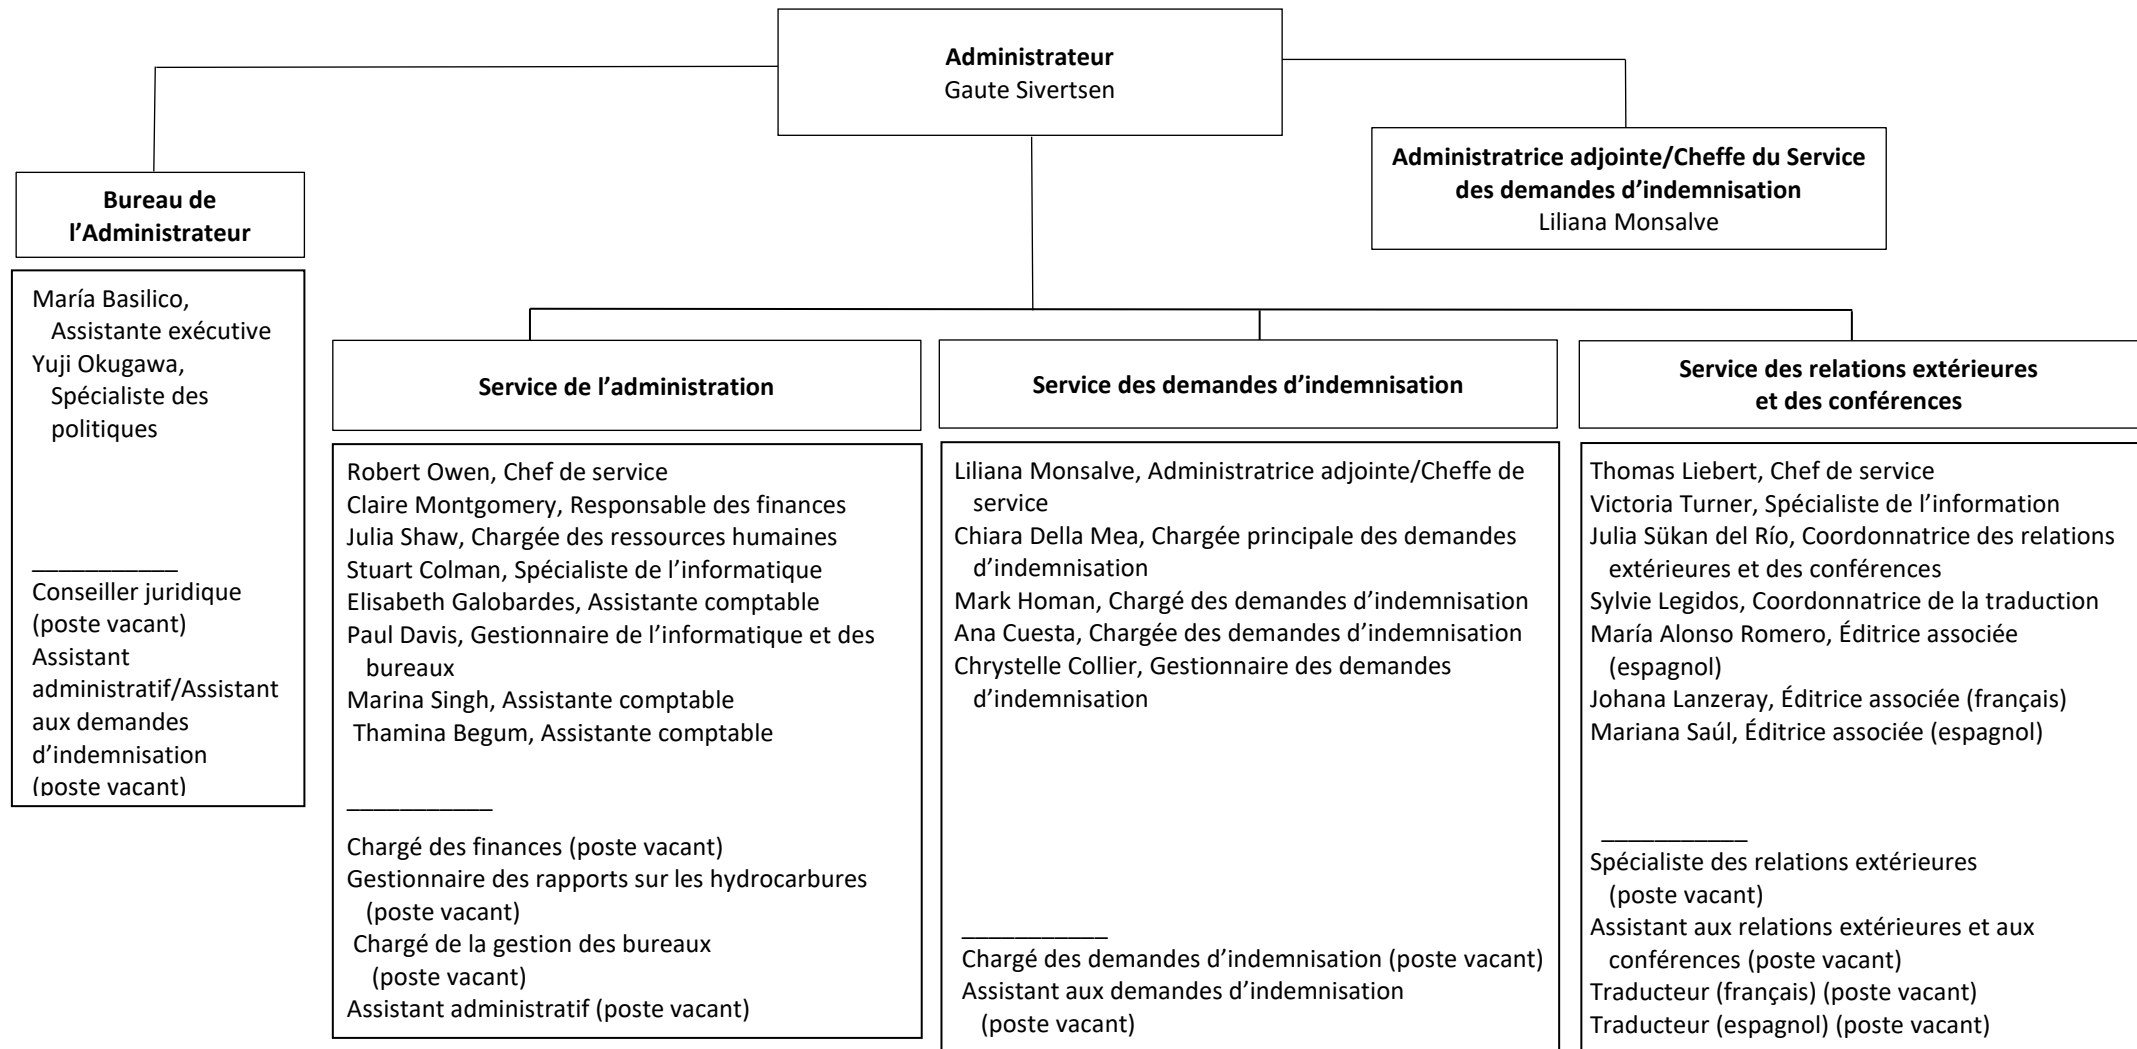 Administrateur
Gaute Sivertsen
Administratrice adjointe/Cheffe du Service
des demandes d’indemnisation
Liliana Monsalve
Bureau de
l’Administrateur
María Basilico,
Assistante exécutive
Yuji Okugawa,
Spécialiste des
politiques
___________
Conseiller juridique
(poste vacant)
Assistant
administratif/Assistant
aux demandes
d’indemnisation
(poste vacant)
Service de l’administration
Robert Owen, Chef de service
Claire Montgomery, Responsable des finances
Julia Shaw, Chargée des ressources humaines
Stuart Colman, Spécialiste de l’informatique
Elisabeth Galobardes, Assistante comptable
Paul Davis, Gestionnaire de l’informatique et des
bureaux
Marina Singh, Assistante comptable
Thamina Begum, Assistante comptable
___________
Chargé des finances (poste vacant)
Gestionnaire des rapports sur les hydrocarbures
(poste vacant)
Chargé de la gestion des bureaux
(poste vacant)
Assistant administratif (poste vacant)
Service des demandes d’indemnisation
Liliana Monsalve, Administratrice adjointe/Cheffe de
service
Chiara Della Mea, Chargée principale des demandes
d’indemnisation
Mark Homan, Chargé des demandes d’indemnisation
Ana Cuesta, Chargée des demandes d’indemnisation
Chrystelle Collier, Gestionnaire des demandes
d’indemnisation
___________
Chargé des demandes d’indemnisation (poste vacant)
Assistant aux demandes d’indemnisation
(poste vacant)
Service des relations extérieures
et des conférences
Thomas Liebert, Chef de service
Victoria Turner, Spécialiste de l’information
Julia Sükan del Río, Coordonnatrice des relations
extérieures et des conférences
Sylvie Legidos, Coordonnatrice de la traduction
María Alonso Romero, Éditrice associée
(espagnol)
Johana Lanzeray, Éditrice associée (français)
Mariana Saúl, Éditrice associée (espagnol)
___________
Spécialiste des relations extérieures
(poste vacant)
Assistant aux relations extérieures et aux
conférences (poste vacant)
Traducteur (français) (poste vacant)
Traducteur (espagnol) (poste vacant)